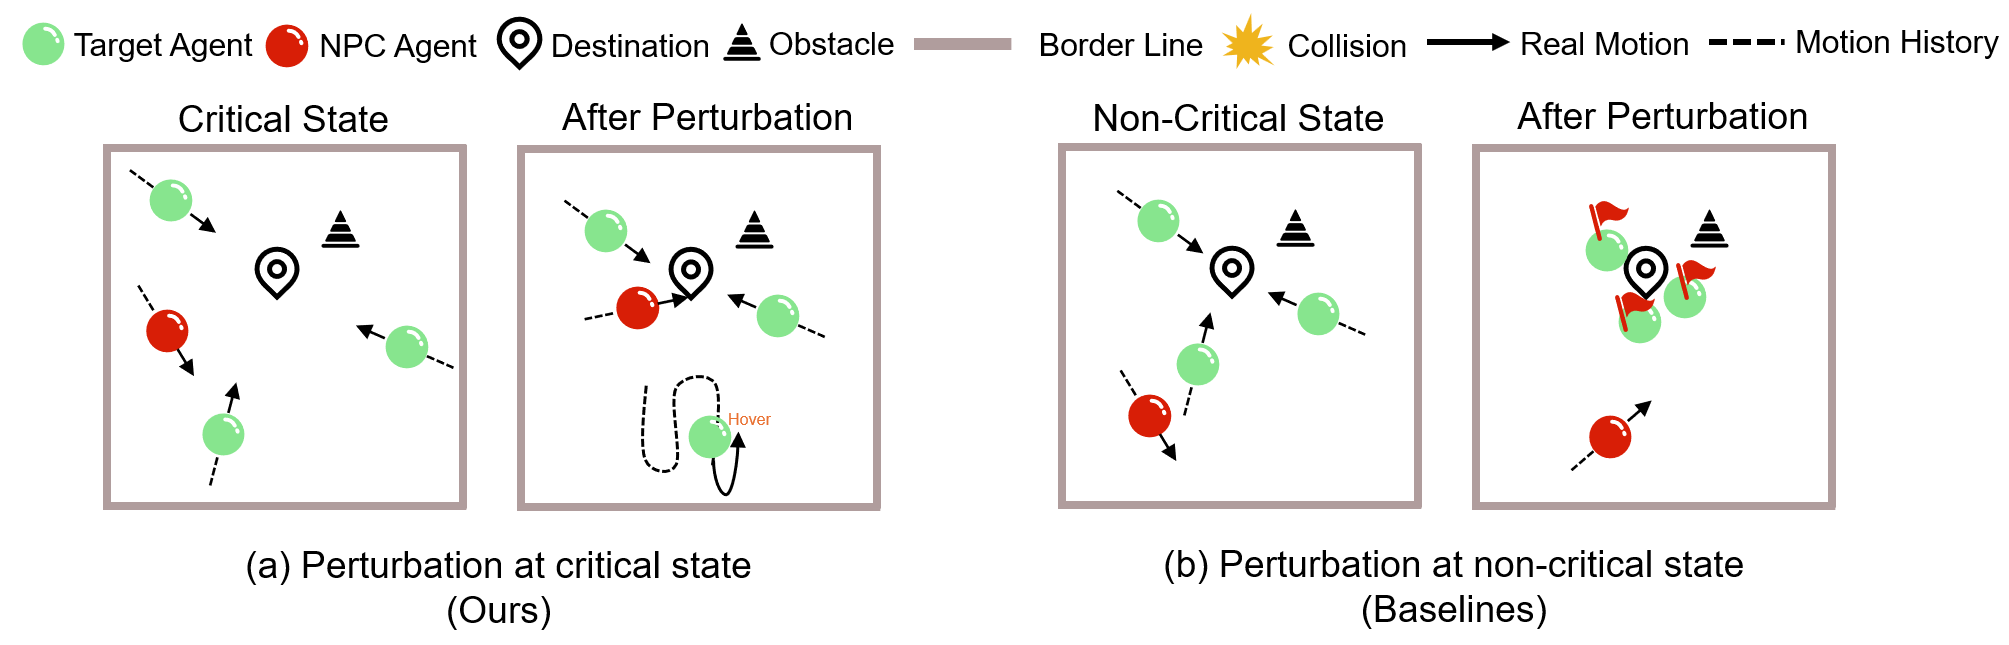 Target Agent NPC Agent Destination Obstacle Border Line Collision Real Motion Motion History
Critical State After Perturbation Non-Critical State After Perturbation
Hover
(a) Perturbation at critical state
(Ours)
(b) Perturbation at non-critical state
(Baselines)